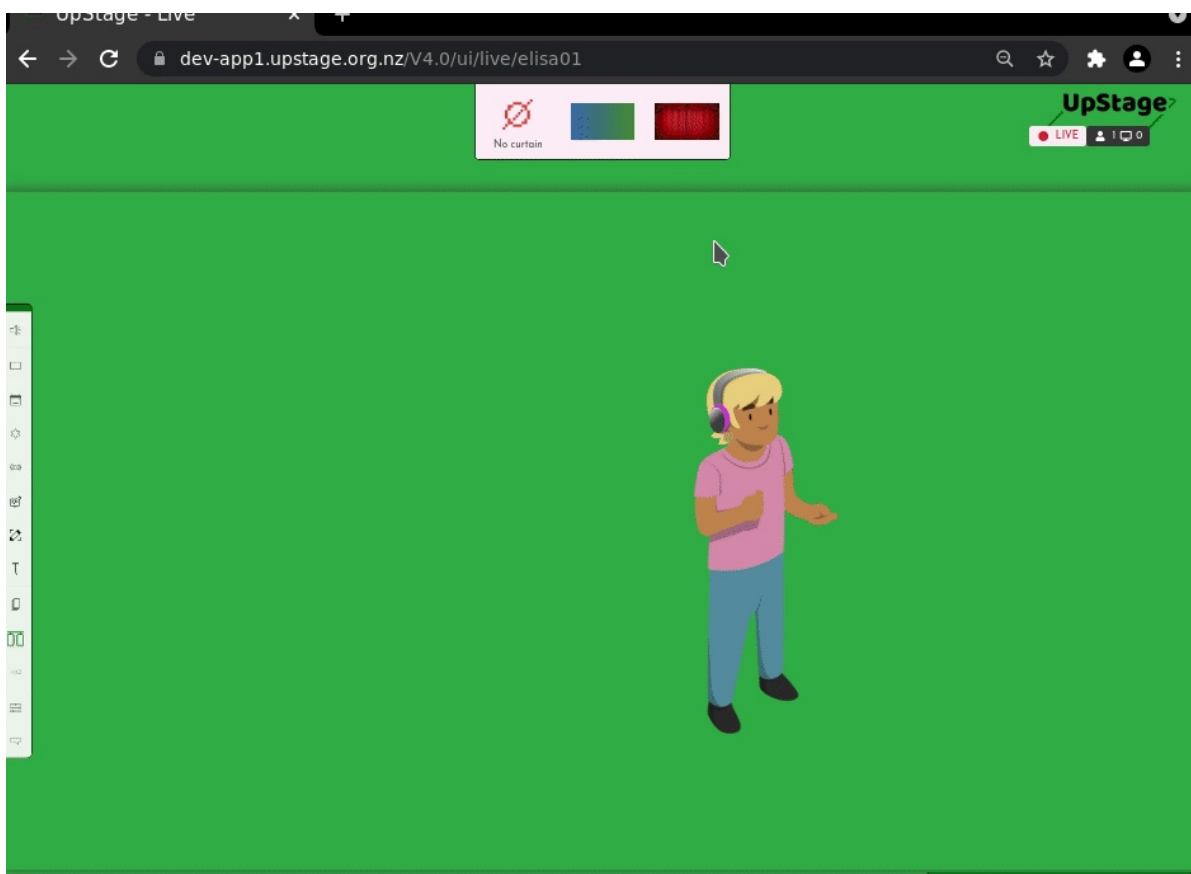 UpStage - Live
dev-app1.upstage.org.nz/V4.0/ui/live/elisa01
No curtain
UpStage
LIVE 1 0